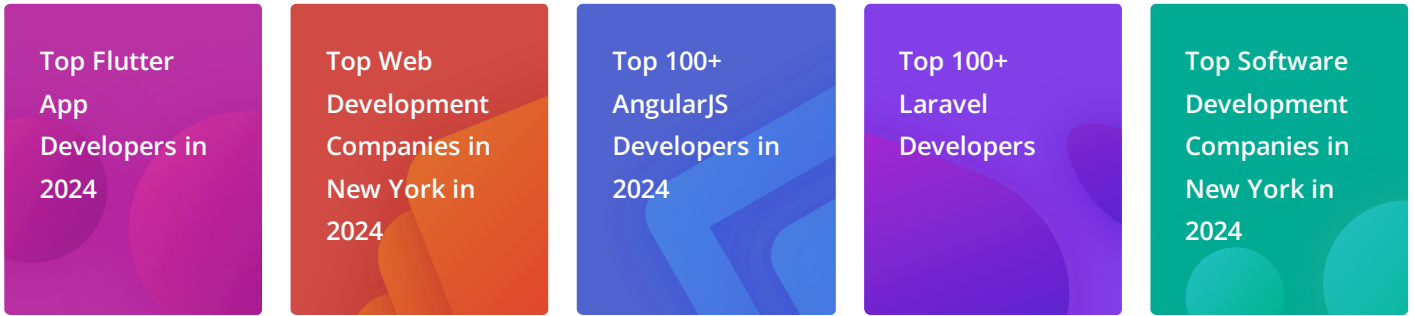 Top Flutter
App
Developers in
2024
Top Web
Development
Companies in
New York in
2024
Top 100+
AngularJS
Developers in
2024
Top 100+
Laravel
Developers
Top Software
Development
Companies in
New York in
2024